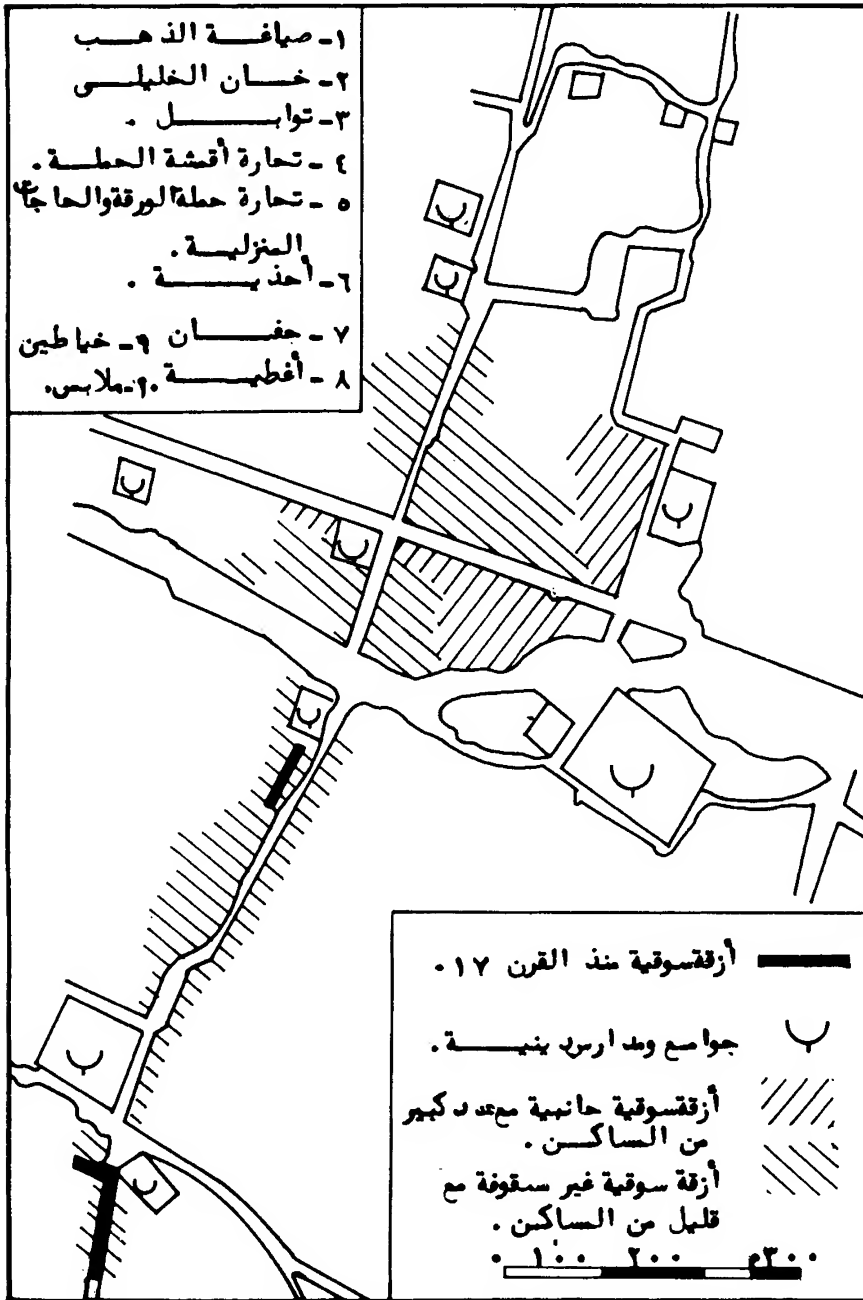 ١- صياغة الذهب
٢- خان الخليلى
٣- توابل .
٤- تجارة أقمشة الجملة .
٥ - تجارة جملة الورقة والحاجات
المنزلية .
٦- أحذية .
٧ - جفان ٩- خياطين
٨ - أغطية ١٠- ملابس.
أزقة سوقية منذ القرن ١٧ .
جوامع ومدارس دينية .
أزقة سوقية جانبية مع عدد كبير
من المساكن .
أزقة سوقية غير مسقوفة مع
قليل من المساكن .
٠ ١٠٠ ٢٠٠ ٣٠٠م